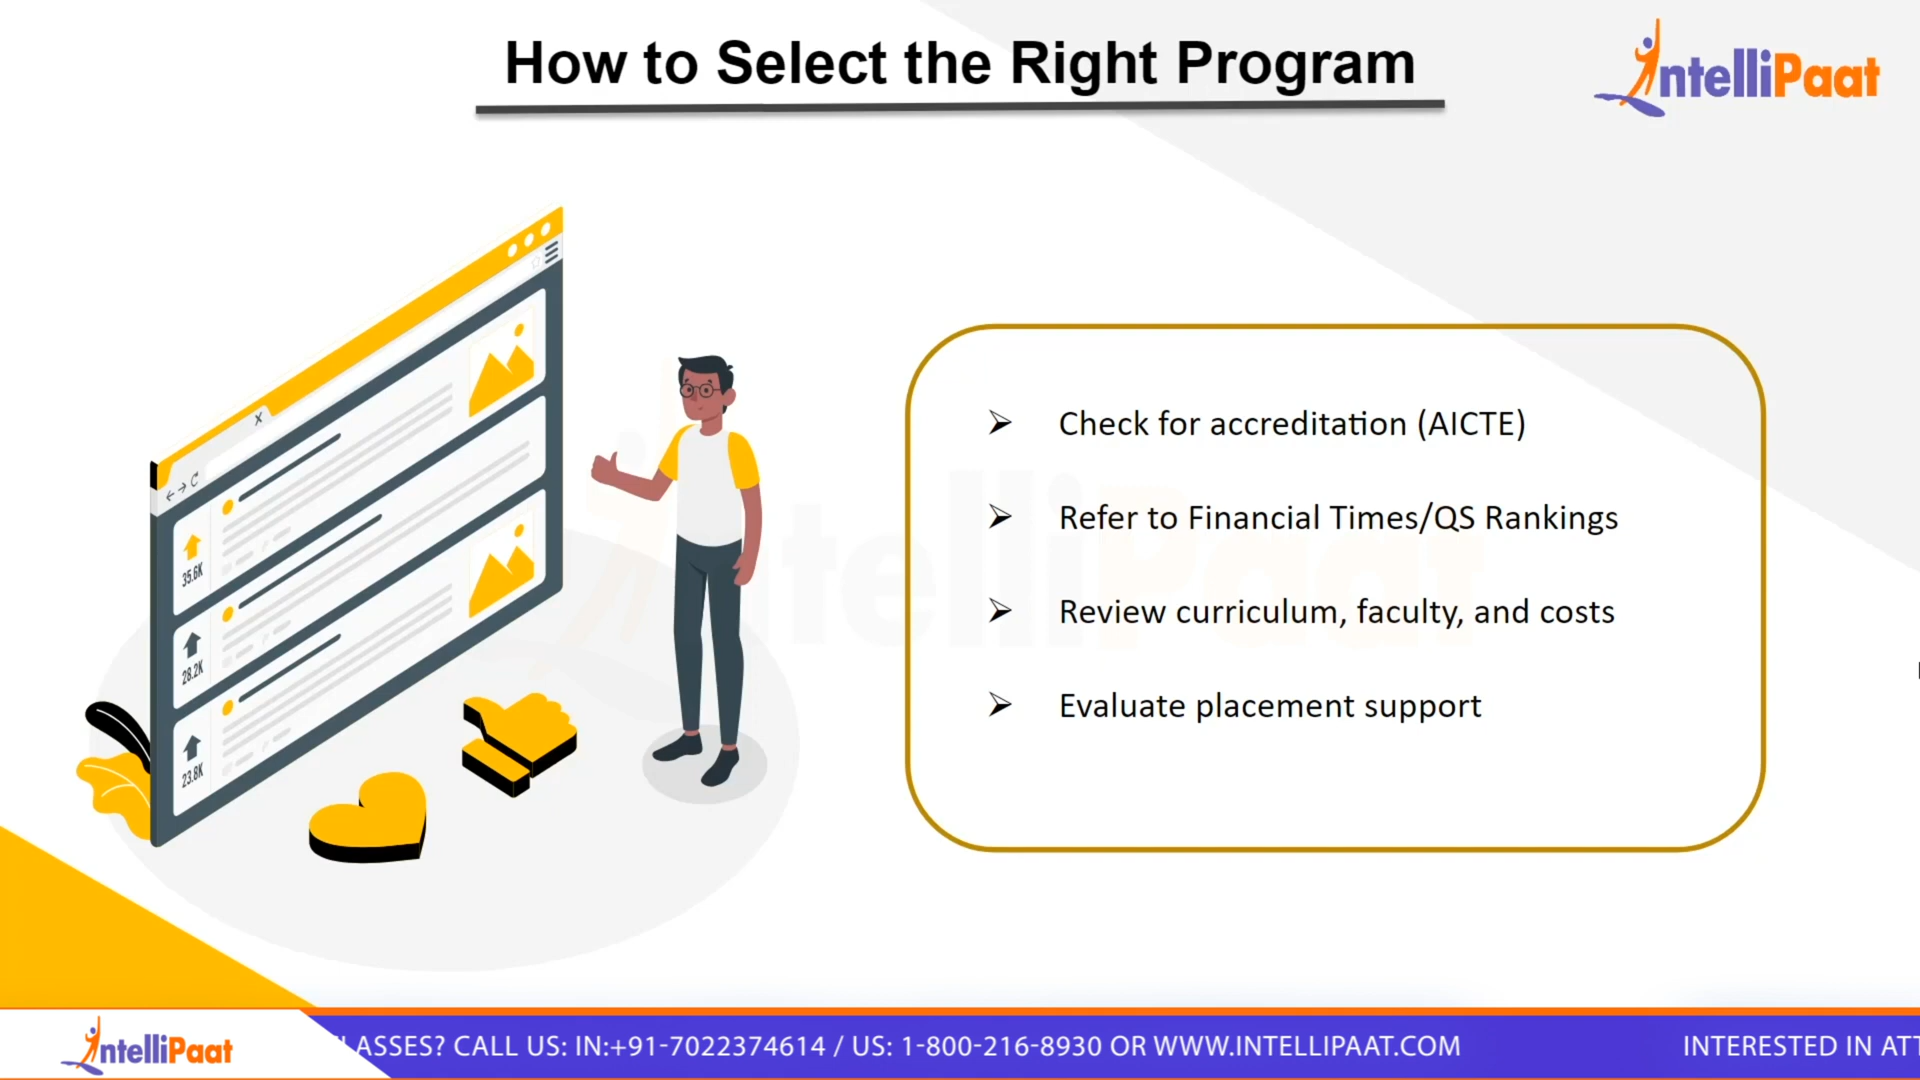 How to Select the Right Program
IntelliPaat
X
35.6K
28.2K
23.8K
Check for accreditation (AICTE)
Refer to Financial Times/QS Rankings
Review curriculum, faculty, and costs
Evaluate placement support
IntelliPaat
IntelliPaat
LASSES? CALL US: IN:+91-7022374614 / US: 1-800-216-8930 OR WWW.INTELLIPAAT.COM
INTERESTED IN ATT